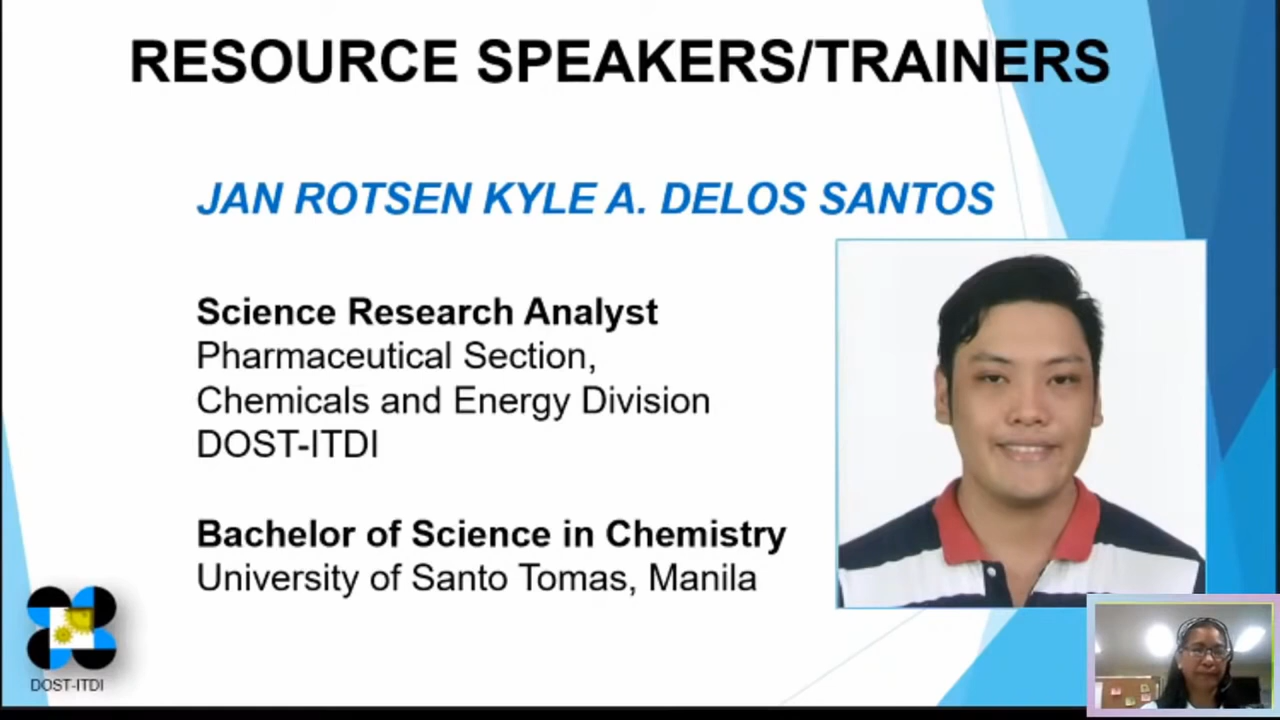 RESOURCE SPEAKERS/TRAINERS
JAN ROTSEN KYLE A. DELOS SANTOS
Science Research Analyst
Pharmaceutical Section,
Chemicals and Energy Division
DOST-ITDI
Bachelor of Science in Chemistry
University of Santo Tomas, Manila
DOST-ITDI